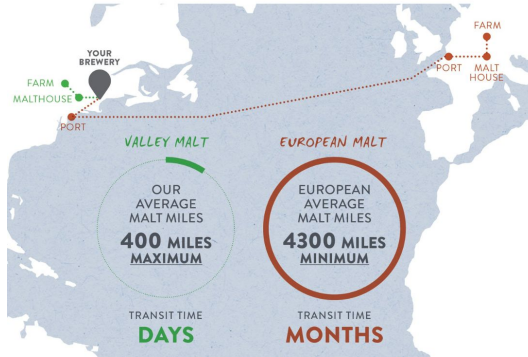 YOUR
BREWERY
FARM
MALTHOUSE
PORT
FARM
PORT
MALT
HOUSE
VALLEY MALT
OUR
AVERAGE
MALT MILES
400 MILES
MAXIMUM
TRANSIT TIME
DAYS
EUROPEAN MALT
EUROPEAN
AVERAGE
MALT MILES
4300 MILES
MINIMUM
TRANSIT TIME
MONTHS